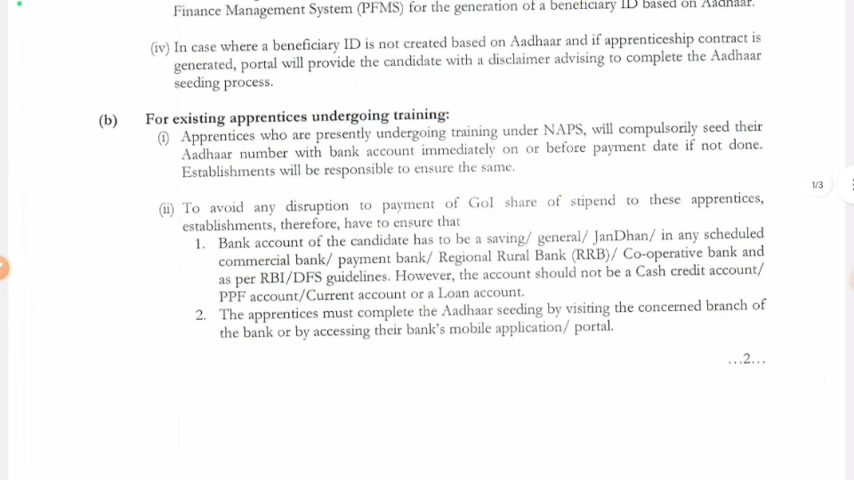 Finance Management System (PFMS) for the generation of a beneficiary ID based on Aadhaar.
(iv) In case where a beneficiary ID is not created based on Aadhaar and if apprenticeship contract is
generated, portal will provide the candidate with a disclaimer advising to complete the Aadhaar
seeding process.
(b) For existing apprentices undergoing training:
(i) Apprentices who are presently undergoing training under NAPS, will compulsorily seed their
Aadhaar number with bank account immediately on or before payment date if not done.
Establishments will be responsible to ensure the same.
1/3
(ii) To avoid any disruption to payment of GoI share of stipend to these apprentices,
establishments, therefore, have to ensure that
1. Bank account of the candidate has to be a saving/ general/ JanDhan/ in any scheduled
commercial bank/ payment bank/ Regional Rural Bank (RRB)/ Co-operative bank and
as per RBI/DFS guidelines. However, the account should not be a Cash credit account/
PPF account/Current account or a Loan account.
2. The apprentices must complete the Aadhaar seeding by visiting the concerned branch of
the bank or by accessing their bank's mobile application/ portal.
...2...